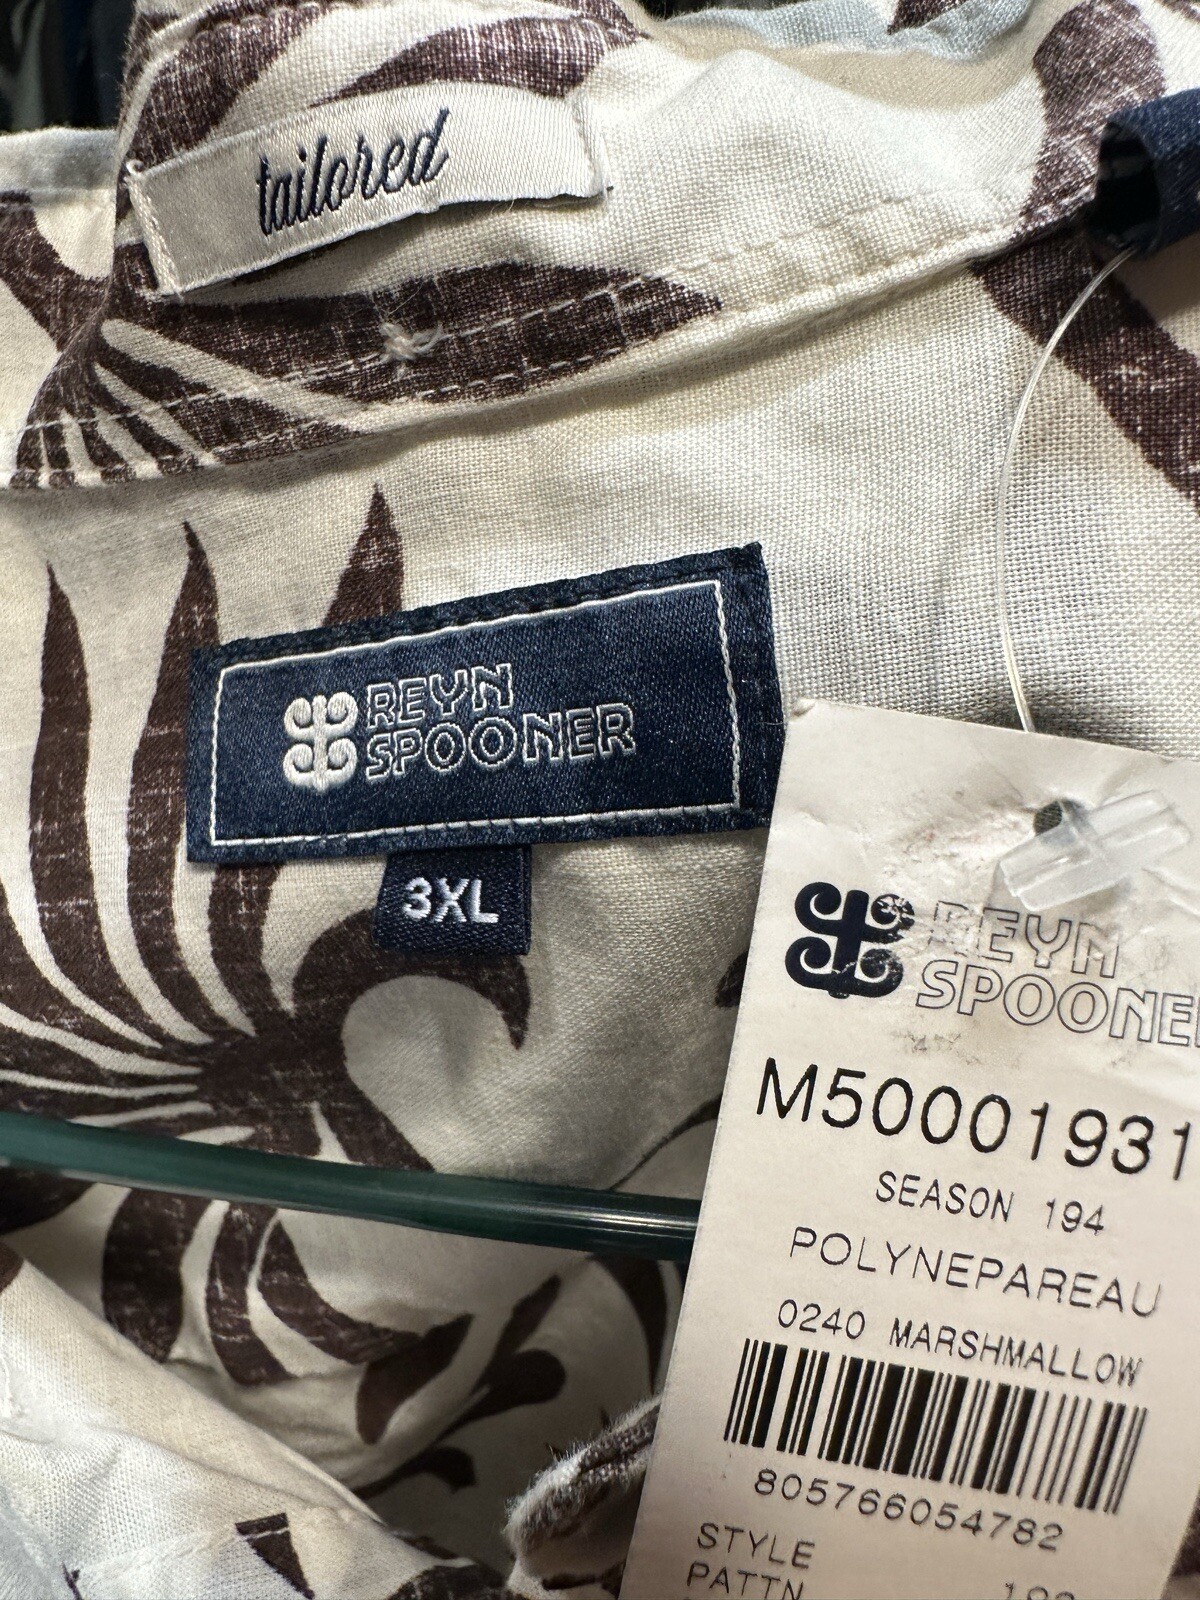 tailored
REYN
SPOONER
3XL
REYN
SPOONER
M50001931
SEASON 194
POLYNEPAREAU
0240 MARSHMALLOW
805766054782
STYLE
PATTN